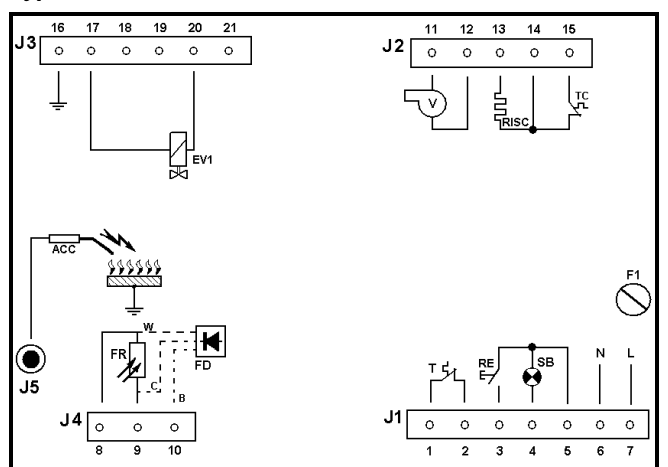 16 17 18 19 20 21
J3
EV1
11 12 13 14 15
J2
V
RISC
TC
ACC
J5
W
FR
FD
C
B
J4
8 9 10
F1
T
RE
SB
N
L
J1
1 2 3 4 5 6 7